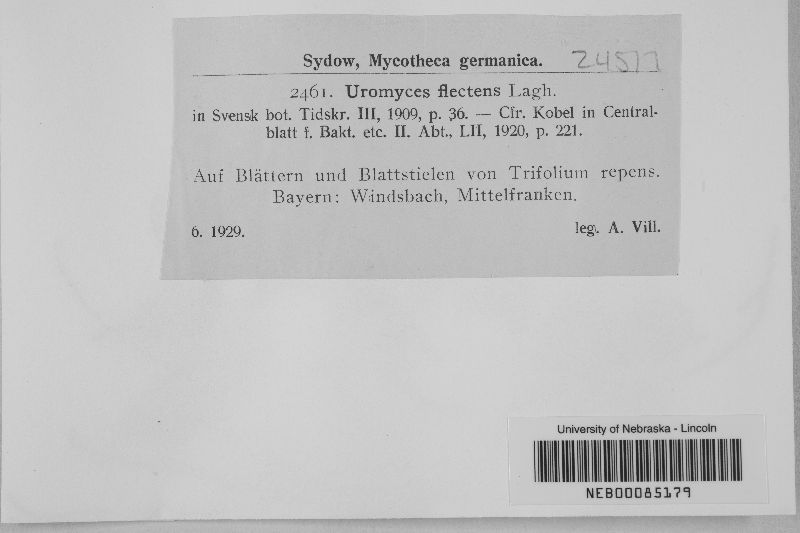 Sydow, Mycotheca germanica. 24577
2461. Uromyces flectens Lagh.
in Svensk bot. Tidskr. III, 1909, p. 36. — Cfr. Kobel in Central-
blatt f. Bakt. etc. II. Abt., LII, 1920, p. 221.
Auf Blättern und Blattstielen von Trifolium repens.
Bayern: Windsbach, Mittelfranken.
6. 1929. leg. A. Vill.
University of Nebraska - Lincoln
NEB00085179